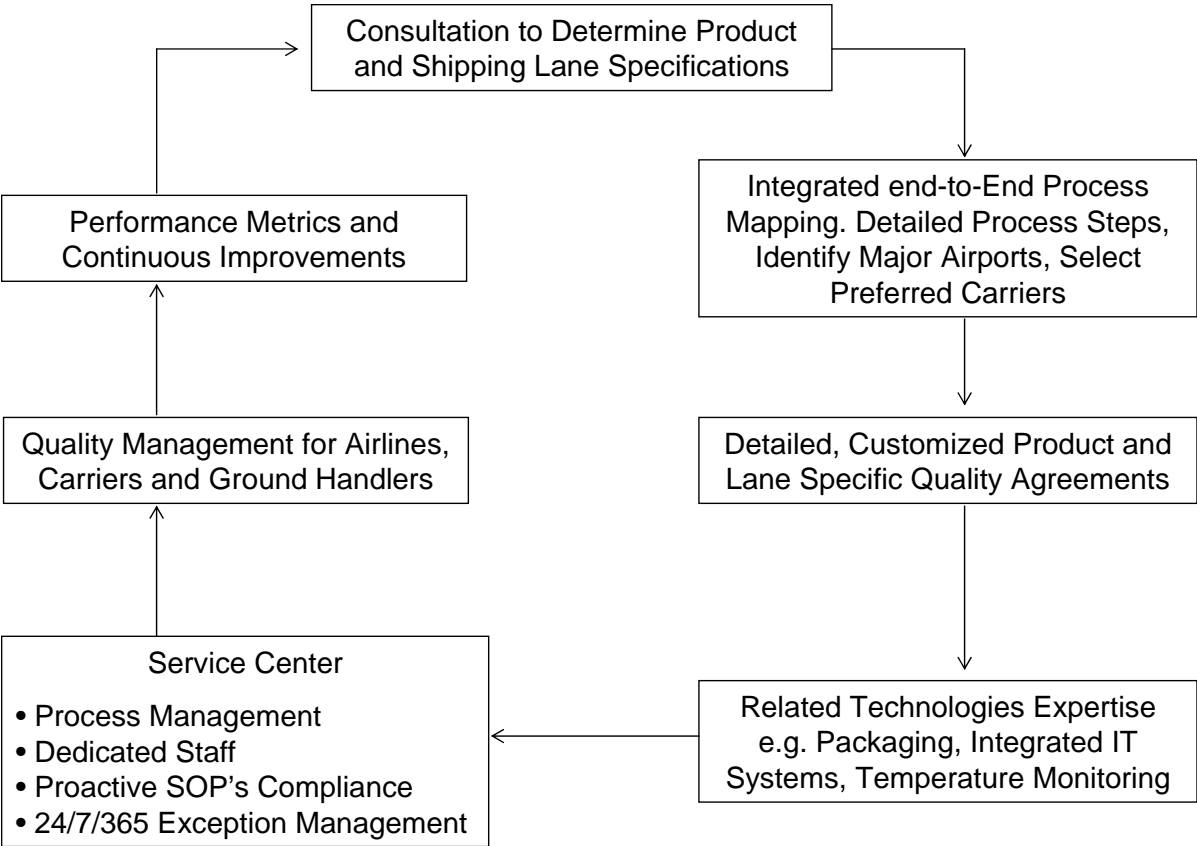 Consultation to Determine Product
and Shipping Lane Specifications
Integrated end-to-End Process
Mapping. Detailed Process Steps,
Identify Major Airports, Select
Preferred Carriers
Detailed, Customized Product and
Lane Specific Quality Agreements
Related Technologies Expertise
e.g. Packaging, Integrated IT
Systems, Temperature Monitoring
Service Center
• Process Management
• Dedicated Staff
• Proactive SOP's Compliance
• 24/7/365 Exception Management
Quality Management for Airlines,
Carriers and Ground Handlers
Performance Metrics and
Continuous Improvements